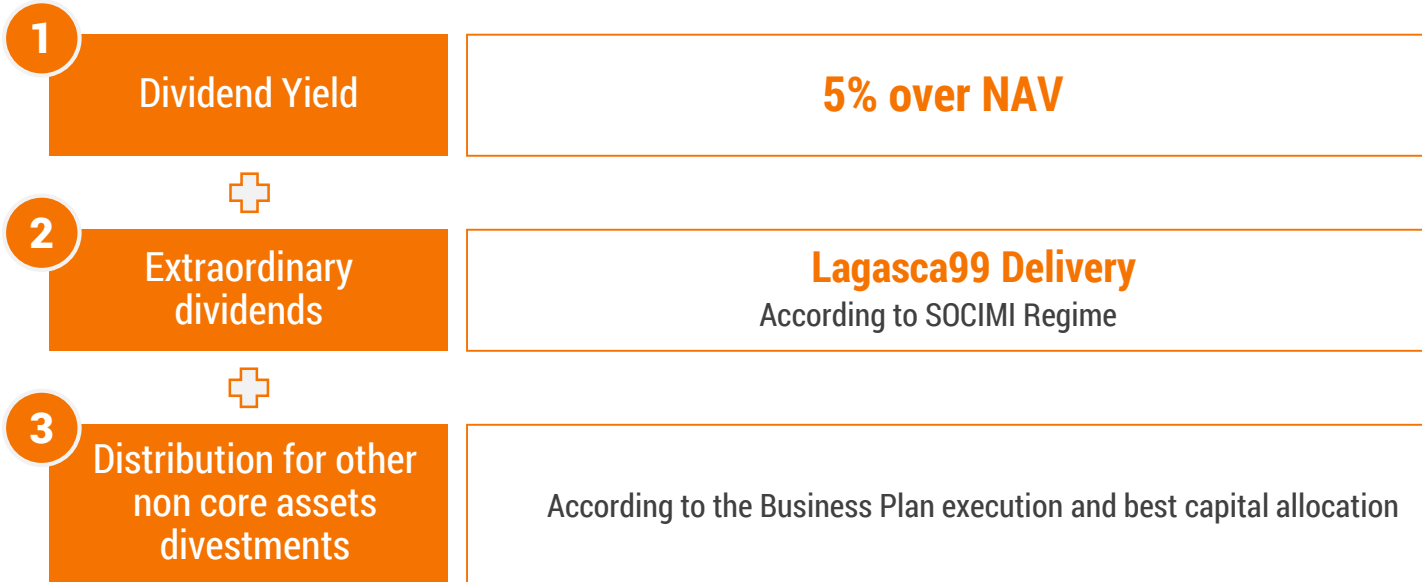 1
Dividend Yield
5% over NAV
2
Extraordinary
dividends
Lagasca99 Delivery
According to SOCIMI Regime
3
Distribution for other
non core assets
divestments
According to the Business Plan execution and best capital allocation